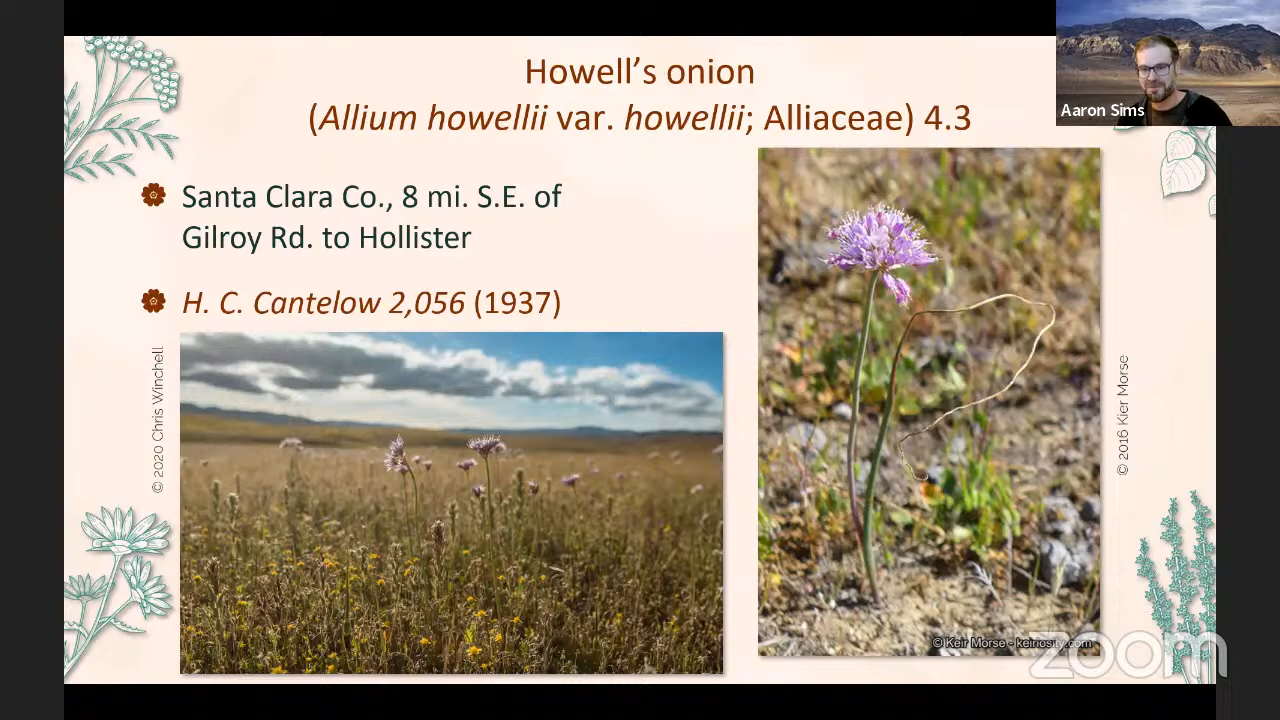 Howell’s onion
(Allium howellii var. howellii; Alliaceae) 4.3
Aaron Sims
Santa Clara Co., 8 mi. S.E. of
Gilroy Rd. to Hollister
H. C. Cantelow 2,056 (1937)
© 2020 Chris Winchell
© 2016 Kier Morse
© Keir Morse - keiriosity.com
zoom